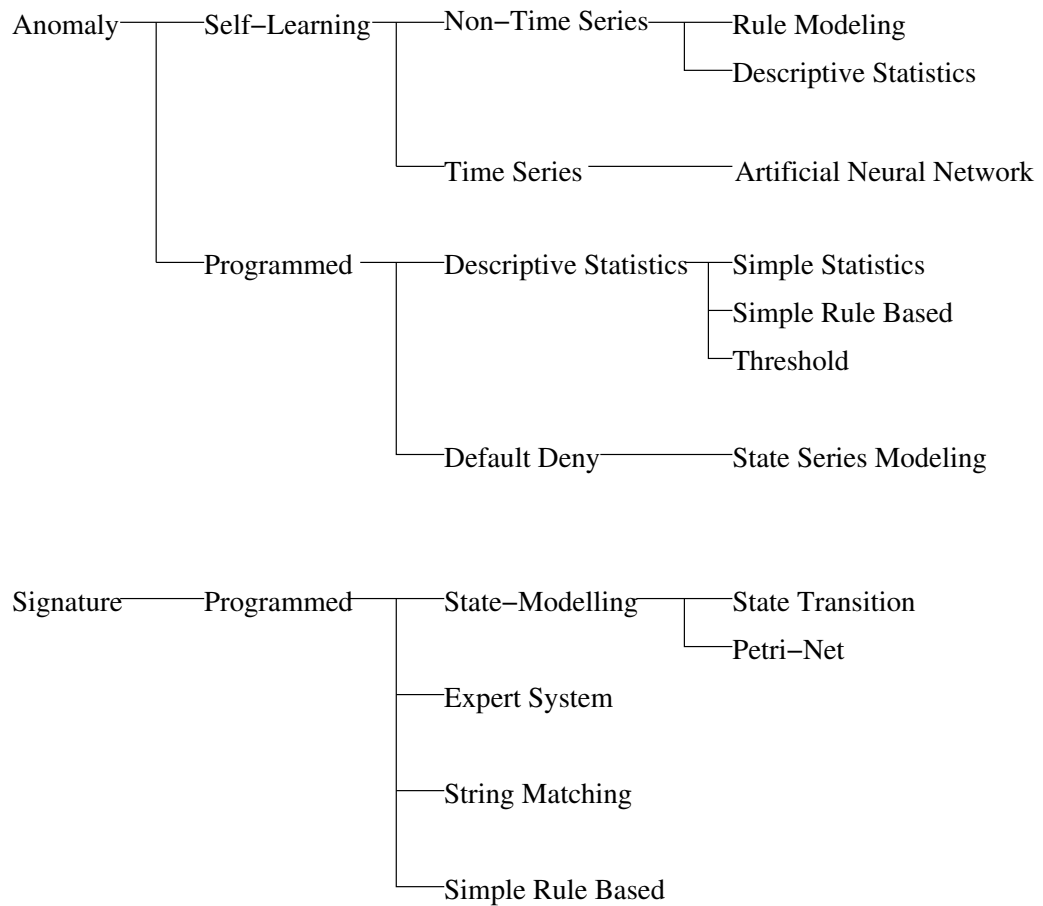 Anomaly
Self−Learning
Non−Time Series
Rule Modeling
Descriptive Statistics
Time Series
Artificial Neural Network
Programmed
Descriptive Statistics
Simple Statistics
Simple Rule Based
Threshold
Default Deny
State Series Modeling
Signature
Programmed
State−Modelling
State Transition
Petri−Net
Expert System
String Matching
Simple Rule Based